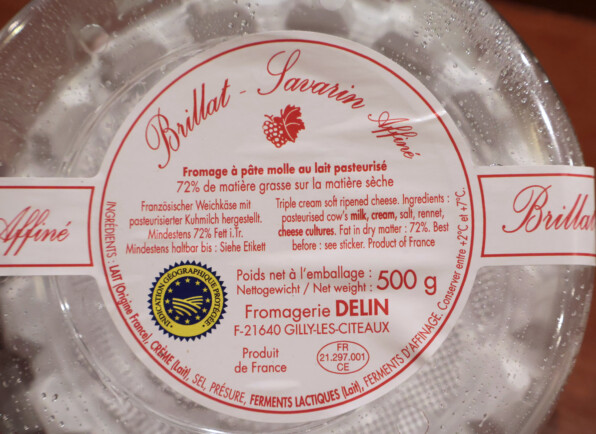 Brillat - Savarin
Affiné
Fromage à pâte molle au lait pasteurisé
72% de matière grasse sur la matière sèche
Französischer Weichkäse mit
pasteurisierter Kuhmilch hergestellt.
Mindestens 72% Fett i.Tr.
Mindestens haltbar bis : Siehe Etikett
Triple cream soft ripened cheese. Ingredients :
pasteurised cow's milk, cream, salt, rennet,
cheese cultures. Fat in dry matter : 72%. Best
before : see sticker. Product of France
Affiné
Brillat
INDICATION GÉOGRAPHIQUE PROTÉGÉE
Poids net à l'emballage :
Nettogewicht / Net weight :
500 g
Fromagerie DELIN
F-21640 GILLY-LES-CITEAUX
Produit
de France
FR
21.297.001
CE
INGRÉDIENTS : LAIT (Origine France), CRÈME (Lait), SEL, PRÉSURE, FERMENTS LACTIQUES (Lait), FERMENTS D'AFFINAGE. Conserver entre +2°C et +7°C.